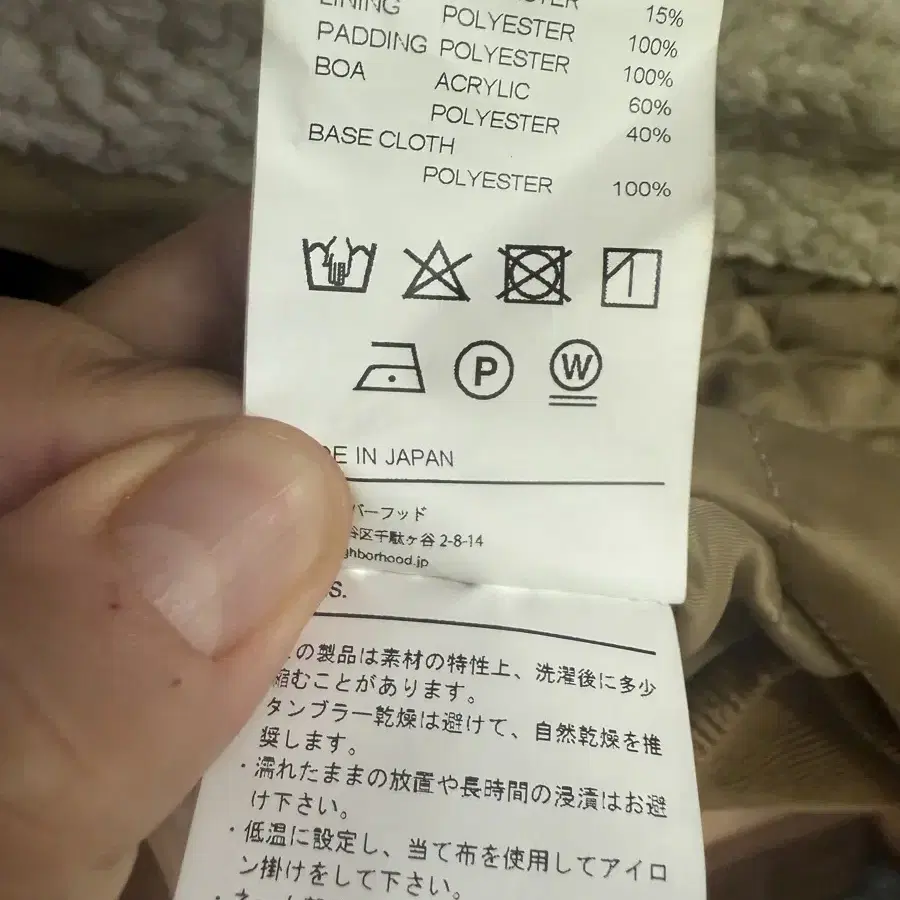 15%
LINING POLYESTER 100%
PADDING POLYESTER 100%
BOA ACRYLIC 60%
POLYESTER 40%
BASE CLOTH
POLYESTER 100%
P
W
IN JAPAN
バーフッド
区千駄ヶ谷 2-8-14
ghborhood.jp
S.
の製品は素材の特性上、洗濯後に多少
縮むことがあります。
タンブラー乾燥は避けて、自然乾燥を推
奨します。
・濡れたままの放置や長時間の浸漬はお避
け下さい。
・低温に設定し、当て布を使用してアイロ
ン掛けをして下さい。